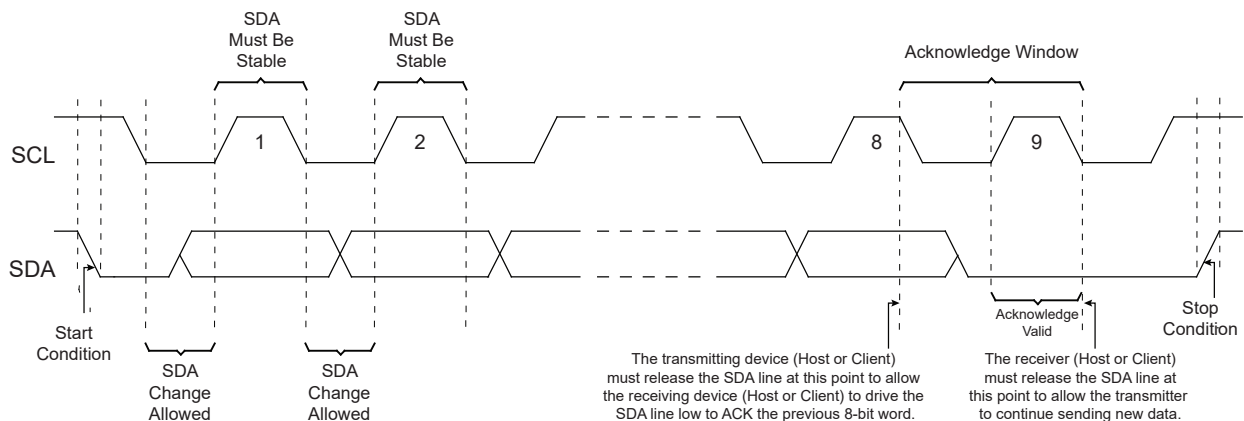 SDA
Must Be
Stable
SDA
Must Be
Stable
Acknowledge Window
SCL
1
2
8
9
SDA
Start
Condition
SDA
Change
Allowed
SDA
Change
Allowed
Acknowledge
Valid
Stop
Condition
The transmitting device (Host or Client)
must release the SDA line at this point to allow
the receiving device (Host or Client) to drive the
SDA line low to ACK the previous 8-bit word.
The receiver (Host or Client)
must release the SDA line at
this point to allow the transmitter
to continue sending new data.